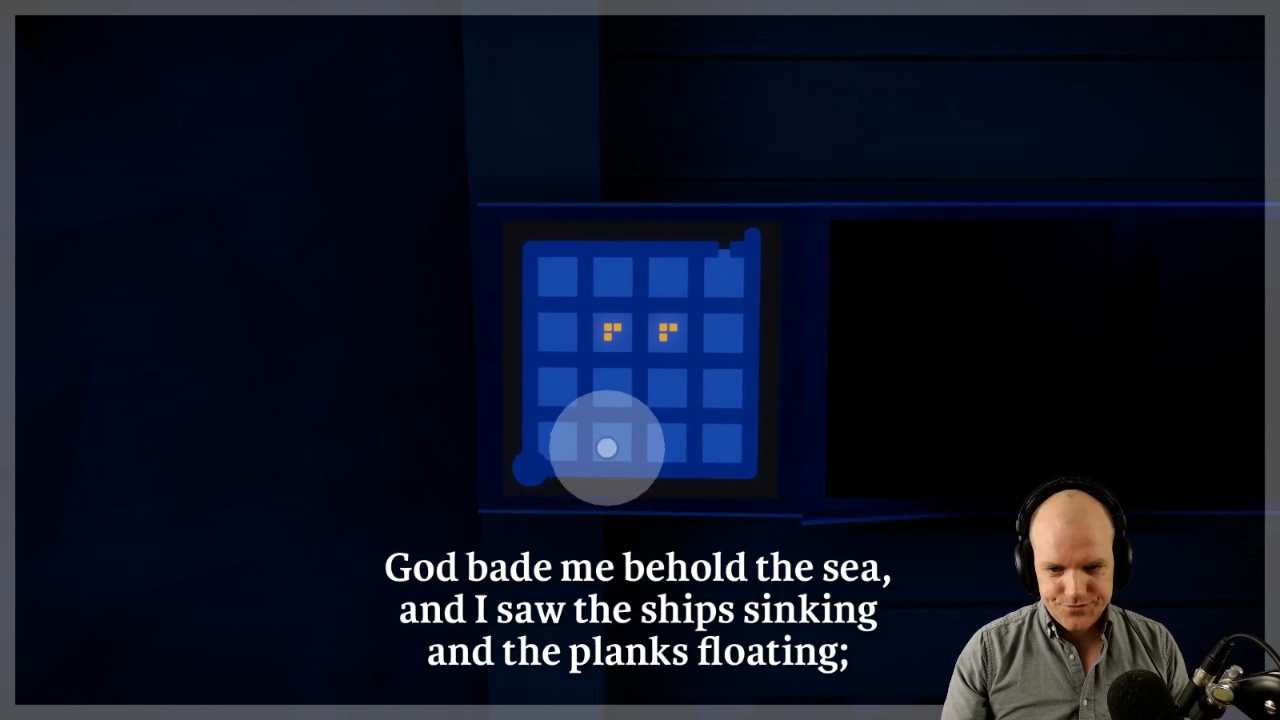 God bade me behold the sea,
and I saw the ships sinking
and the planks floating;